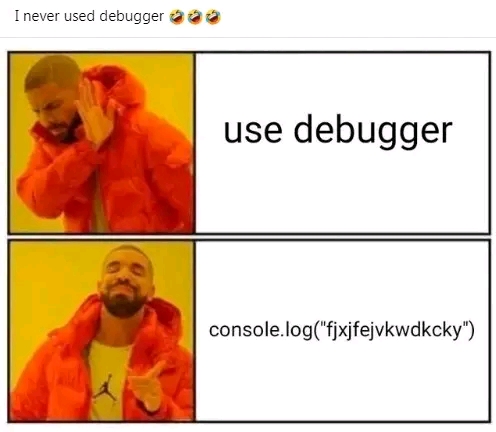 I never used debugger 🤣🤣🤣
use debugger
console.log("fjxjfejvkwdkcky")